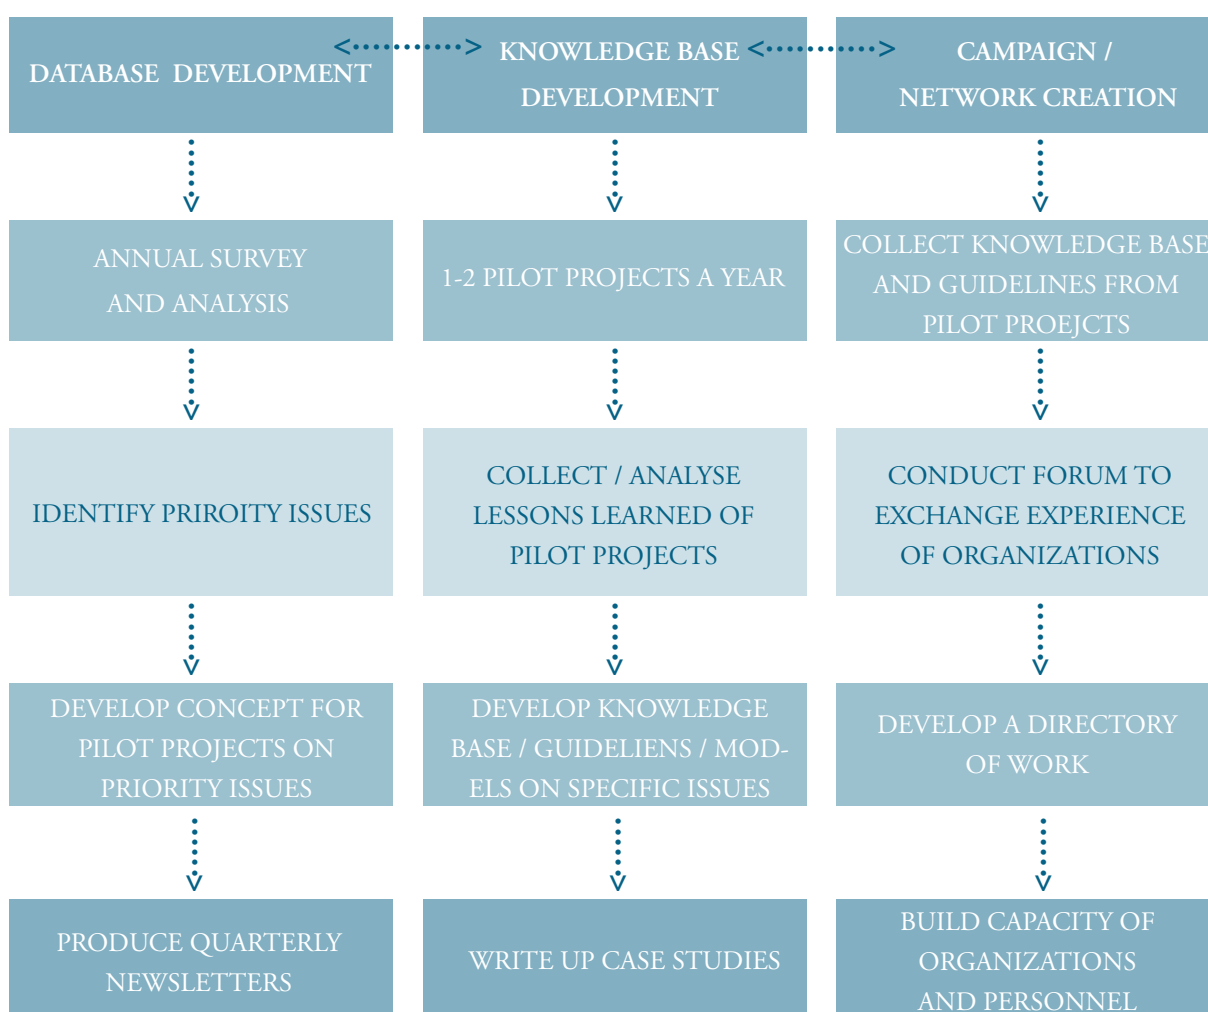 DATABASE DEVELOPMENT
KNOWLEDGE BASE
DEVELOPMENT
CAMPAIGN /
NETWORK CREATION
ANNUAL SURVEY
AND ANALYSIS
1-2 PILOT PROJECTS A YEAR
COLLECT KNOWLEDGE BASE
AND GUIDELINES FROM
PILOT PROEJCTS
IDENTIFY PRIROITY ISSUES
COLLECT / ANALYSE
LESSONS LEARNED OF
PILOT PROJECTS
CONDUCT FORUM TO
EXCHANGE EXPERIENCE
OF ORGANIZATIONS
DEVELOP CONCEPT FOR
PILOT PROJECTS ON
PRIORITY ISSUES
DEVELOP KNOWLEDGE
BASE / GUIDELIENS / MOD-
ELS ON SPECIFIC ISSUES
DEVELOP A DIRECTORY
OF WORK
PRODUCE QUARTERLY
NEWSLETTERS
WRITE UP CASE STUDIES
BUILD CAPACITY OF
ORGANIZATIONS
AND PERSONNEL